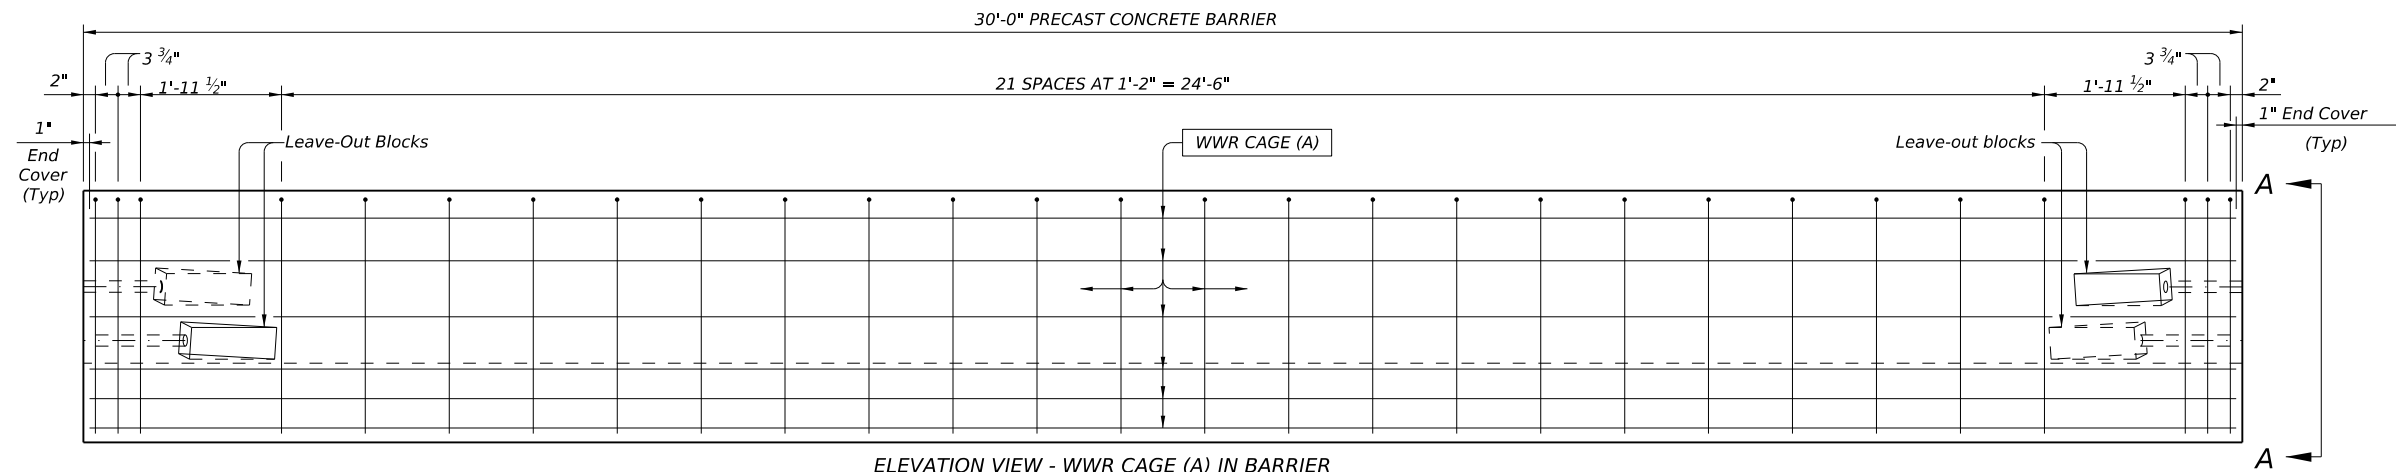 30'-0" PRECAST CONCRETE BARRIER
3 ¾"
3 ¾"
2"
1'-11 ½"
21 SPACES AT 1'-2" = 24'-6"
1'-11 ½"
2"
1"
End
Cover
(Typ)
Leave-Out Blocks
WWR CAGE (A)
Leave-out blocks
1" End Cover
(Typ)
A
A
ELEVATION VIEW - WWR CAGE (A) IN BARRIER